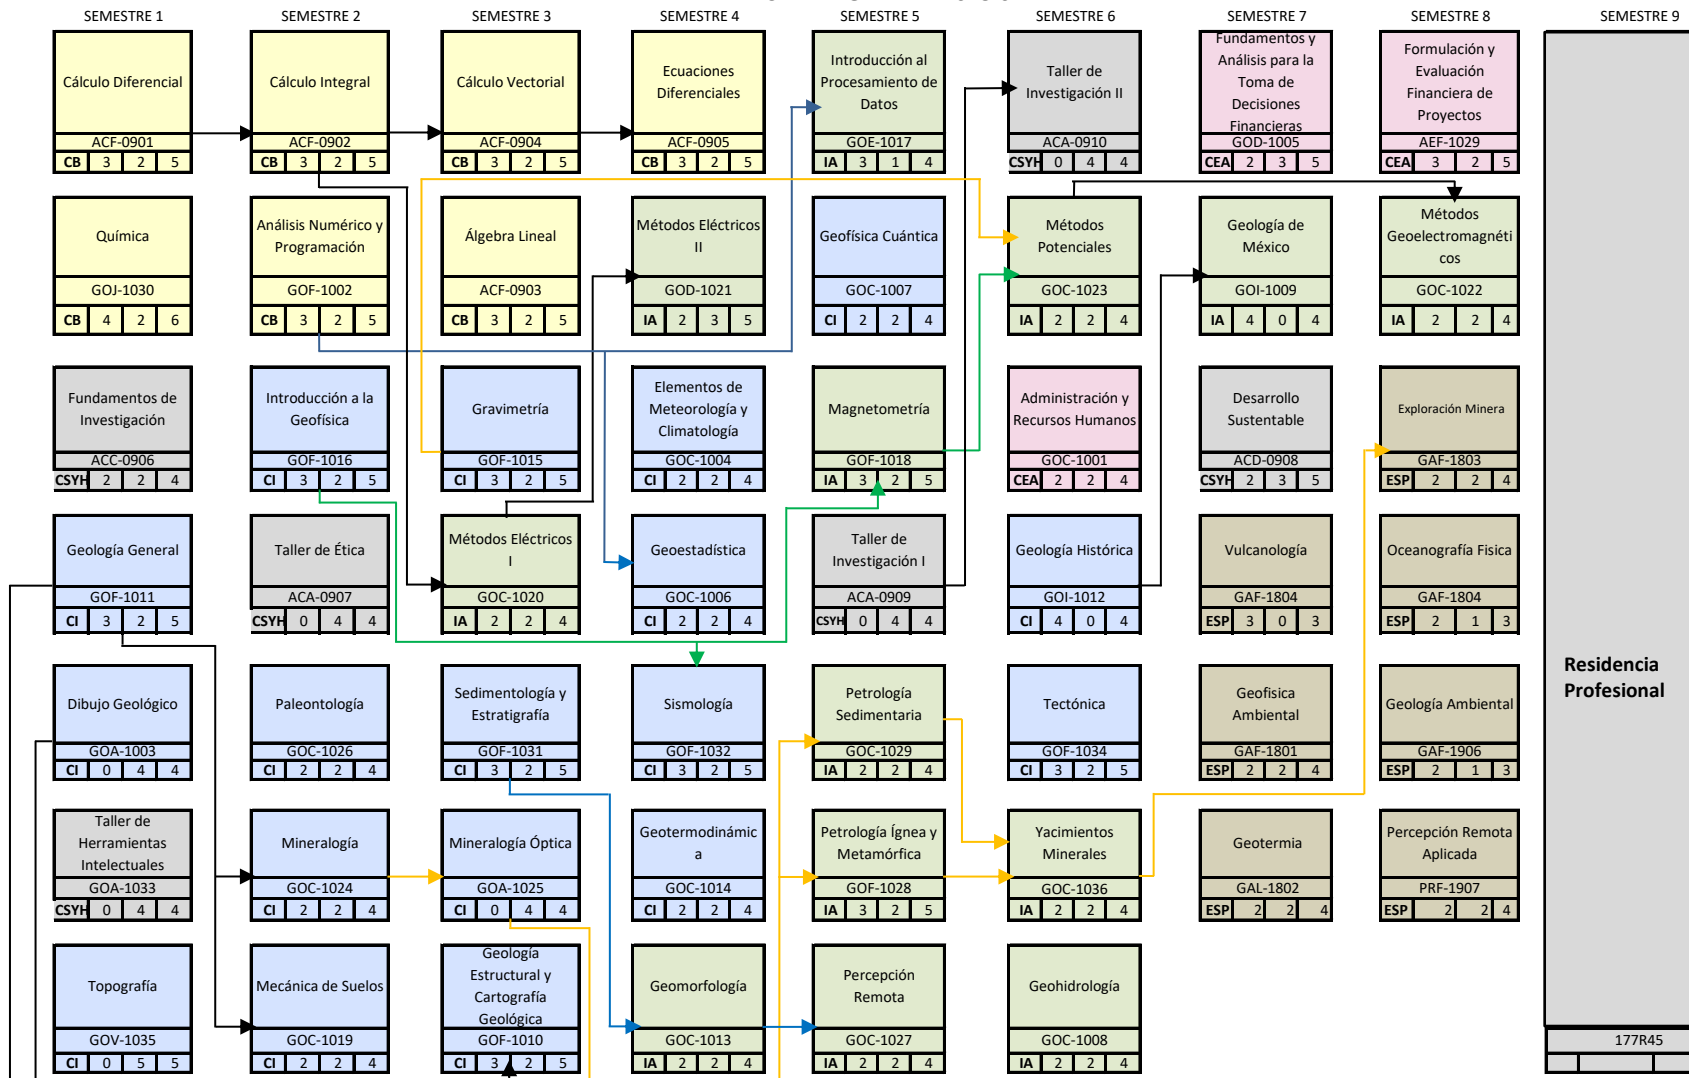 SEMESTRE 1 SEMESTRE 2 SEMESTRE 3 SEMESTRE 4 SEMESTRE 5 SEMESTRE 6 SEMESTRE 7 SEMESTRE 8 SEMESTRE 9
Cálculo Diferencial
ACF-0901
CB 3 2 5
Cálculo Integral
ACF-0902
CB 3 2 5
Cálculo Vectorial
ACF-0904
CB 3 2 5
Ecuaciones
Diferenciales
ACF-0905
CB 3 2 5
Introducción al
Procesamiento de
Datos
GOE-1017
IA 3 1 4
Taller de
Investigación II
ACA-0910
CSYH 0 4 4
Fundamentos y
Análisis para la
Toma de
Decisiones
Financieras
GOD-1005
CEA 2 3 5
Formulación y
Evaluación
Financiera de
Proyectos
AEF-1029
CEA 3 2 5
Química
GOJ-1030
CB 4 2 6
Análisis Numérico y
Programación
GOF-1002
CB 3 2 5
Álgebra Lineal
ACF-0903
CB 3 2 5
Métodos Eléctricos
II
GOD-1021
IA 2 3 5
Geofísica Cuántica
GOC-1007
CI 2 2 4
Métodos
Potenciales
GOC-1023
IA 2 2 4
Geología de
México
GOI-1009
IA 4 0 4
Métodos
Geoelectromagnéti
cos
GOC-1022
IA 2 2 4
Fundamentos de
Investigación
ACC-0906
CSYH 2 2 4
Introducción a la
Geofísica
GOF-1016
CI 3 2 5
Gravimetría
GOF-1015
CI 3 2 5
Elementos de
Meteorología y
Climatología
GOC-1004
CI 2 2 4
Magnetometría
GOF-1018
IA 3 2 5
Administración y
Recursos Humanos
GOC-1001
CEA 2 2 4
Desarrollo
Sustentable
ACD-0908
CSYH 2 3 5
Exploración Minera
GAF-1803
ESP 2 2 4
Geología General
GOF-1011
CI 3 2 5
Taller de Ética
ACA-0907
CSYH 0 4 4
Métodos Eléctricos
I
GOC-1020
IA 2 2 4
Geoestadística
GOC-1006
CI 2 2 4
Taller de
Investigación I
ACA-0909
CSYH 0 4 4
Geología Histórica
GOI-1012
CI 4 0 4
Vulcanología
GAF-1804
ESP 3 0 3
Oceanografía Fisica
GAF-1804
ESP 2 1 3
Dibujo Geológico
GOA-1003
CI 0 4 4
Paleontología
GOC-1026
CI 2 2 4
Sedimentología y
Estratigrafía
GOF-1031
CI 3 2 5
Sismología
GOF-1032
CI 3 2 5
Petrología
Sedimentaria
GOC-1029
IA 2 2 4
Tectónica
GOF-1034
CI 3 2 5
Geofisica
Ambiental
GAF-1801
ESP 2 2 4
Geología Ambiental
GAF-1906
ESP 2 1 3
Residencia
Profesional
Taller de
Herramientas
Intelectuales
GOA-1033
CSYH 0 4 4
Mineralogía
GOC-1024
CI 2 2 4
Mineralogía Óptica
GOA-1025
CI 0 4 4
Geotermodinámic
a
GOC-1014
CI 2 2 4
Petrología Ígnea y
Metamórfica
GOF-1028
IA 3 2 5
Yacimientos
Minerales
GOC-1036
IA 2 2 4
Geotermia
GAL-1802
ESP 2 2 4
Percepción Remota
Aplicada
PRF-1907
ESP 2 2 4
Topografía
GOV-1035
CI 0 5 5
Mecánica de Suelos
GOC-1019
CI 2 2 4
Geología
Estructural y
Cartografía
Geológica
GOF-1010
CI 3 2 5
Geomorfología
GOC-1013
IA 2 2 4
Percepción
Remota
GOC-1027
IA 2 2 4
Geohidrología
GOC-1008
IA 2 2 4
177R45